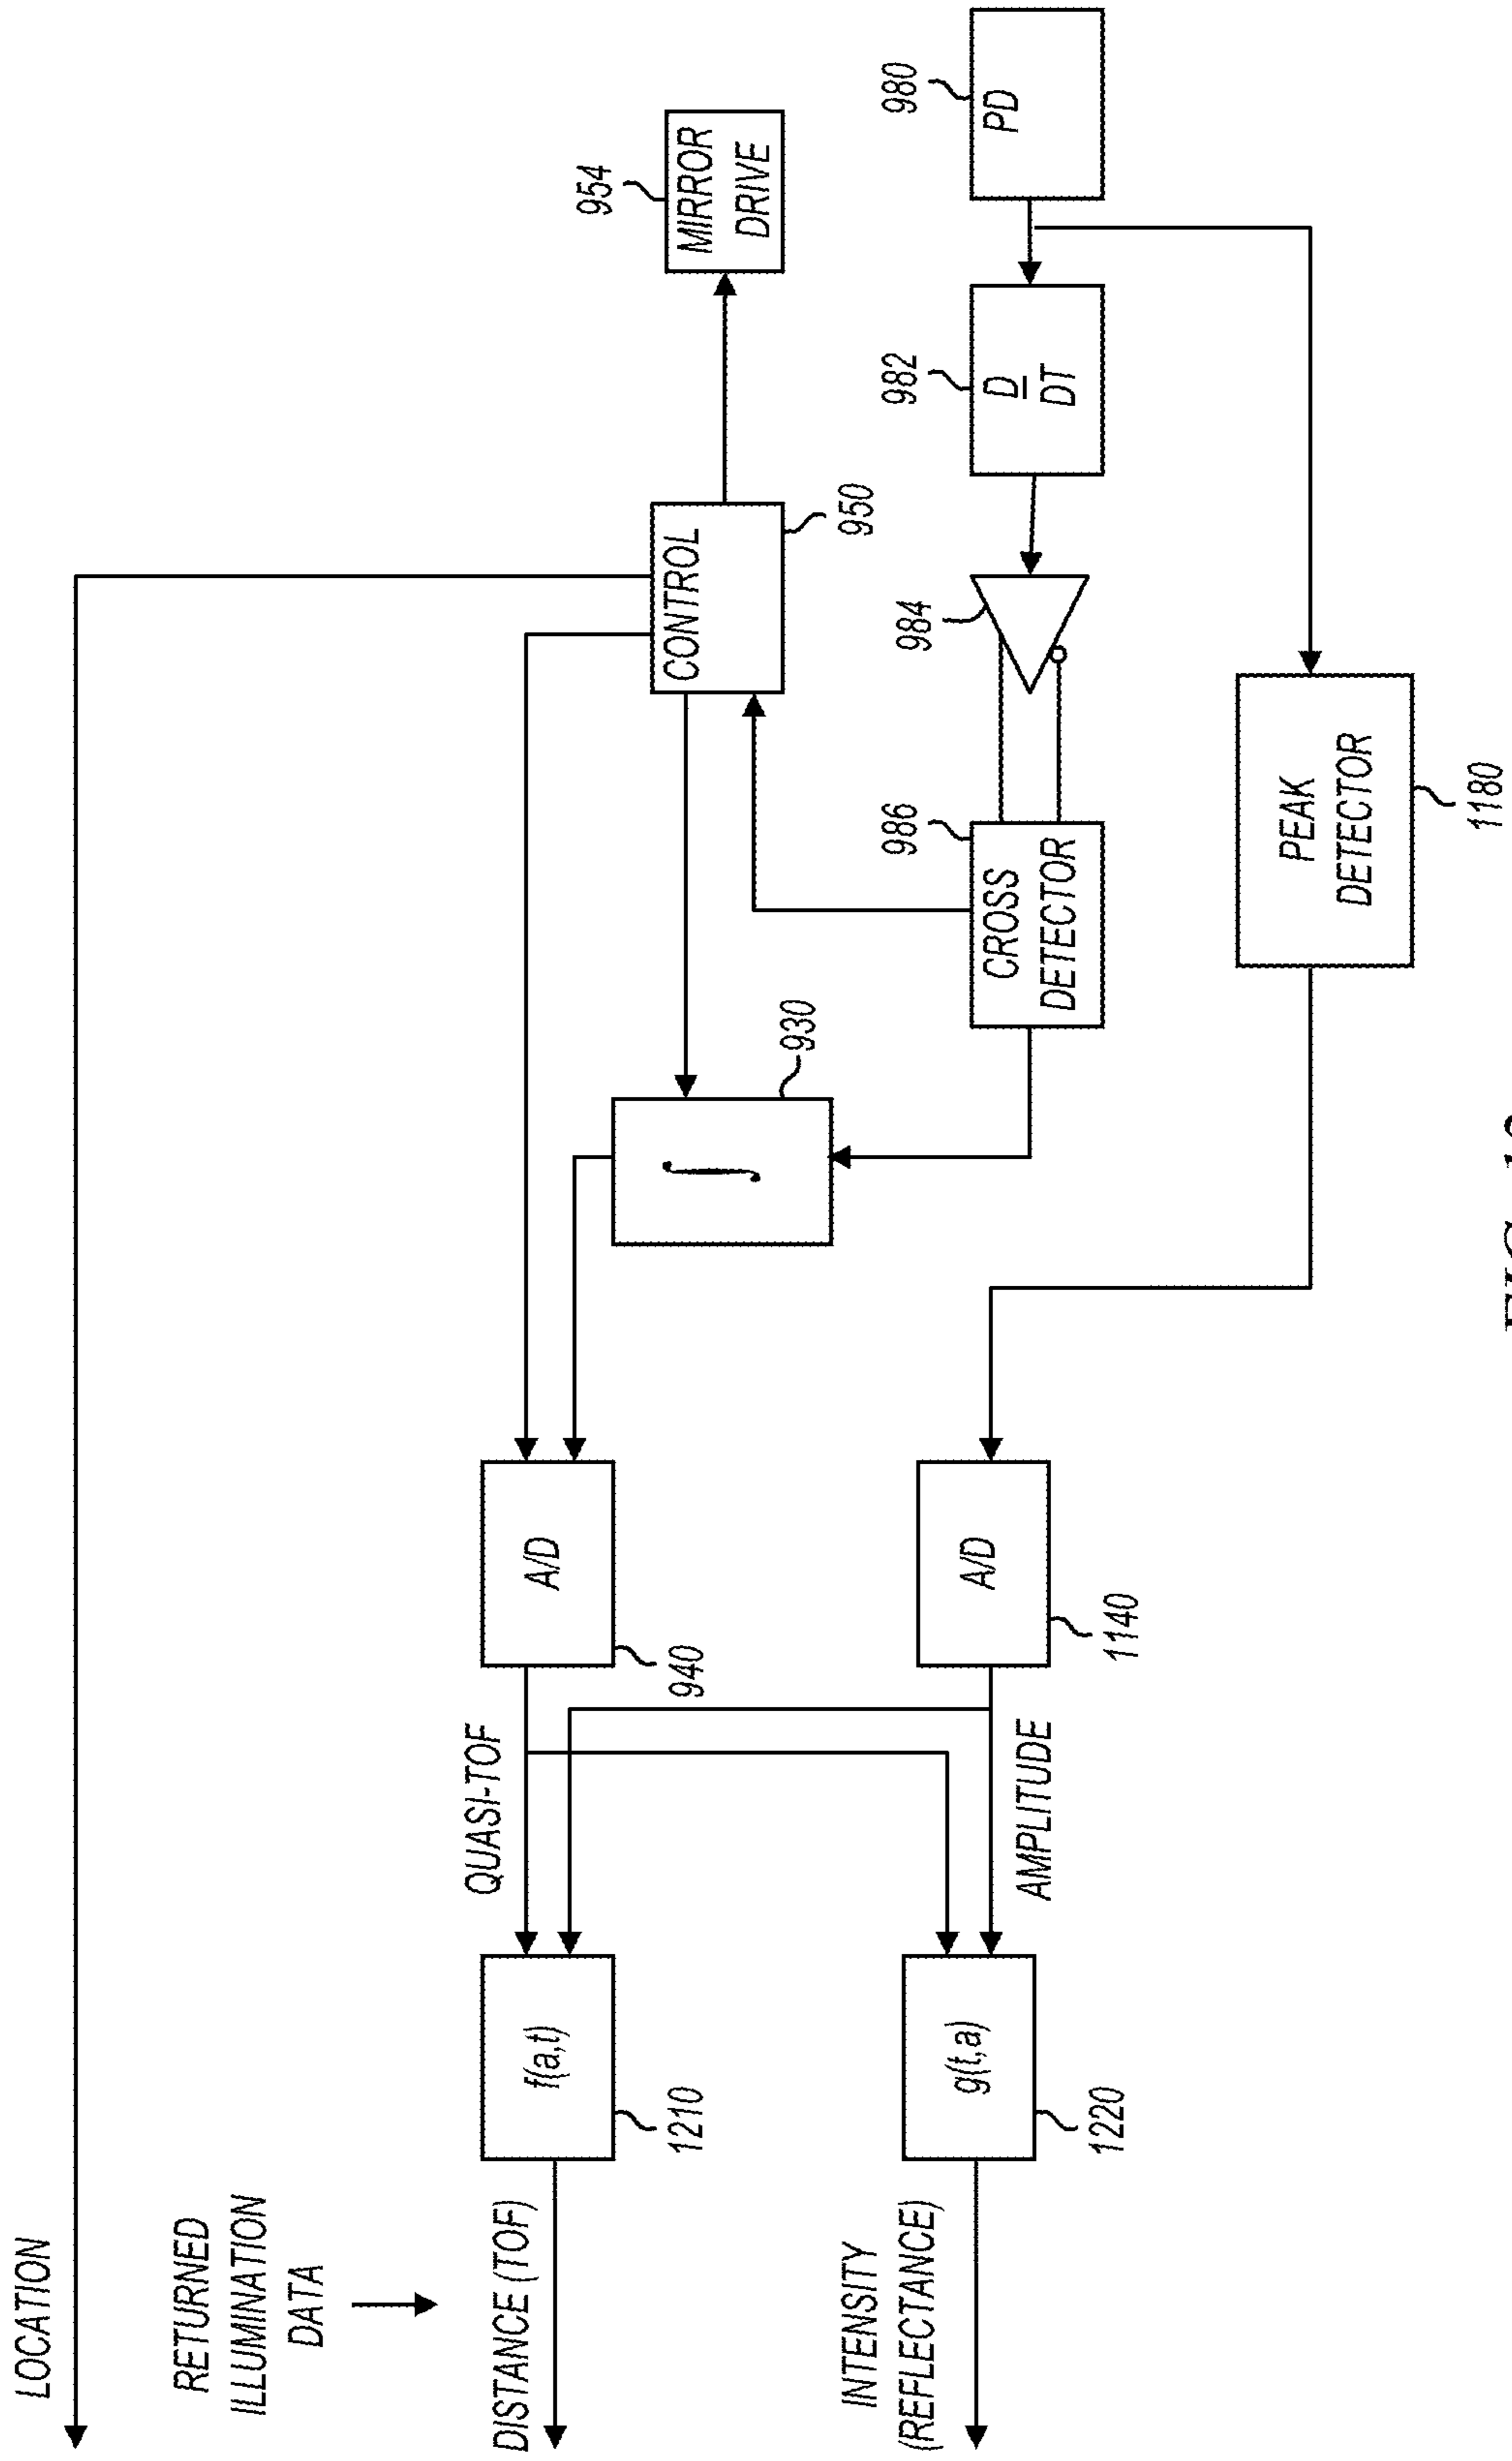 LOCATION
RETURNED
ILLUMINATION
DATA
DISTANCE (TOF)
f(a,t)
1210
QUASI-TOF
A/D
940
∫
930
CONTROL
950
MIRROR
DRIVE
954
INTENSITY
(REFLECTANCE)
g(t,a)
1220
AMPLITUDE
A/D
1140
986
CROSS
DETECTOR
984
982
D
DT
980
PD
PEAK
DETECTOR
1180
FIG.